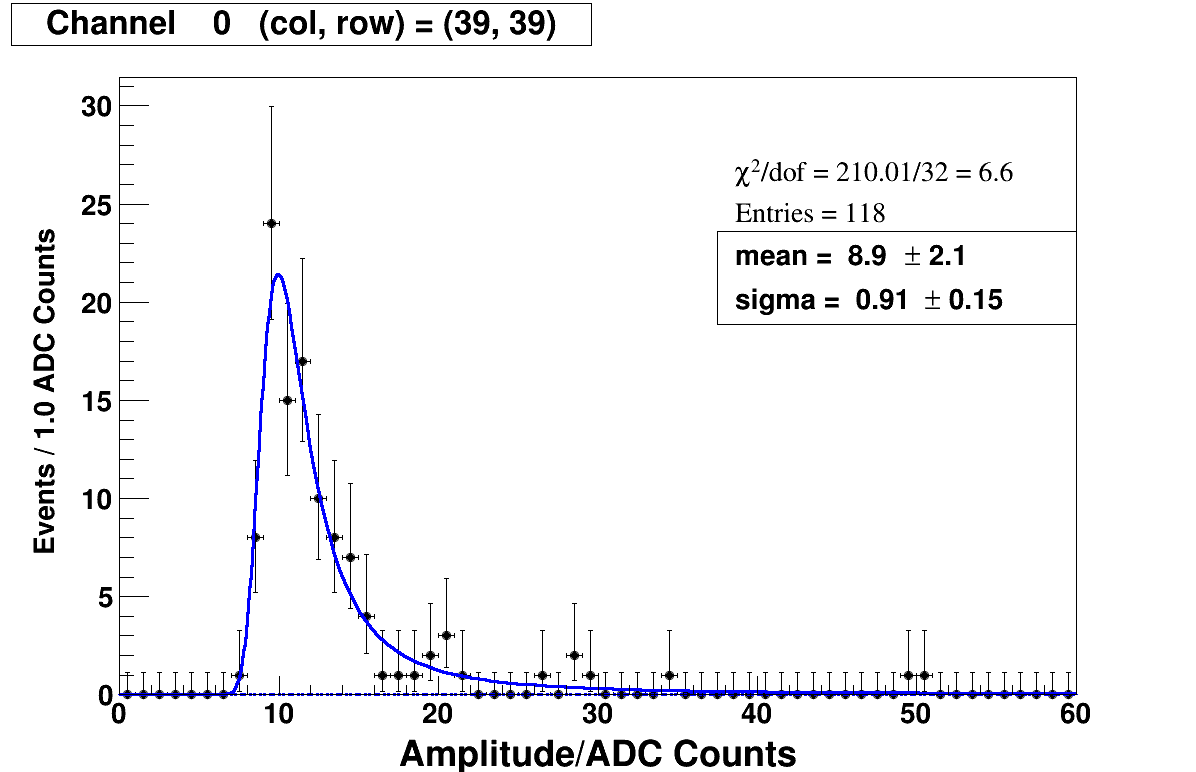 Channel 0 (col, row) = (39, 39)
χ²/dof = 210.01/32 = 6.6
Entries = 118
mean = 8.9 ± 2.1
sigma = 0.91 ± 0.15
Events / 1.0 ADC Counts
30
25
20
15
10
5
0
0 10 20 30 40 50 60
Amplitude/ADC Counts